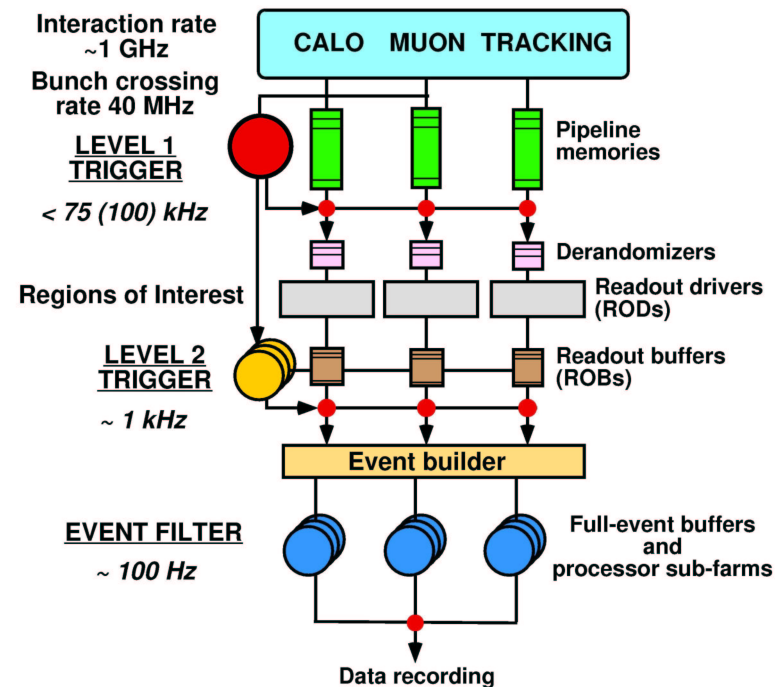 Interaction rate
~1 GHz
CALO MUON TRACKING
Bunch crossing
rate 40 MHz
Pipeline
memories
LEVEL 1
TRIGGER
< 75 (100) kHz
Derandomizers
Regions of Interest
Readout drivers
(RODs)
LEVEL 2
TRIGGER
~ 1 kHz
Readout buffers
(ROBs)
Event builder
EVENT FILTER
~ 100 Hz
Full-event buffers
and
processor sub-farms
Data recording